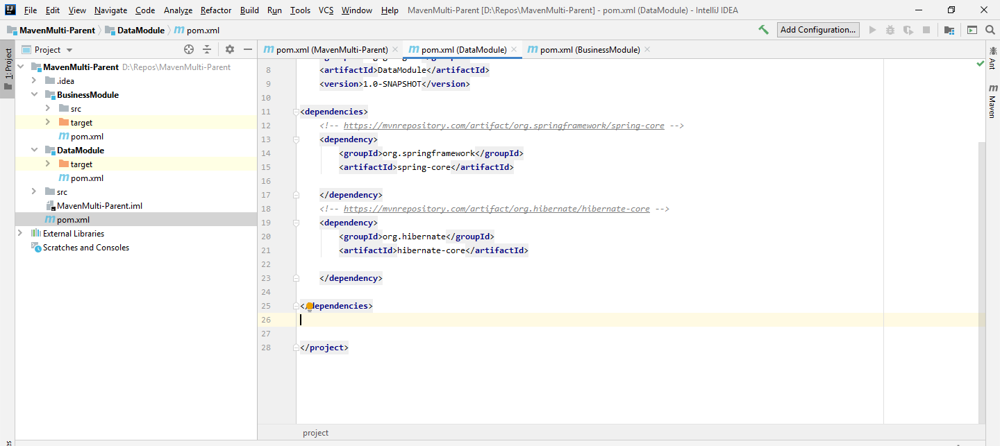 File Edit View Navigate Code Analyze Refactor Build Run Tools VCS Window Help MavenMulti-Parent [D:\Repos\MavenMulti-Parent] - pom.xml (DataModule) - IntelliJ IDEA
MavenMulti-Parent DataModule pom.xml Add Configuration...
1: Project
Project
MavenMulti-Parent D:\Repos\MavenMulti-Parent
.idea
BusinessModule
src
target
pom.xml
DataModule
target
pom.xml
src
MavenMulti-Parent.iml
pom.xml
External Libraries
Scratches and Consoles
pom.xml (MavenMulti-Parent) pom.xml (DataModule) pom.xml (BusinessModule)
8 <artifactId>DataModule</artifactId>
9 <version>1.0-SNAPSHOT</version>
10
11 <dependencies>
12 <!-- https://mvnrepository.com/artifact/org.springframework/spring-core -->
13 <dependency>
14 <groupId>org.springframework</groupId>
15 <artifactId>spring-core</artifactId>
16
17 </dependency>
18 <!-- https://mvnrepository.com/artifact/org.hibernate/hibernate-core -->
19 <dependency>
20 <groupId>org.hibernate</groupId>
21 <artifactId>hibernate-core</artifactId>
22
23 </dependency>
24
25 </dependencies>
26
27
28 </project>
project
Ant
Maven